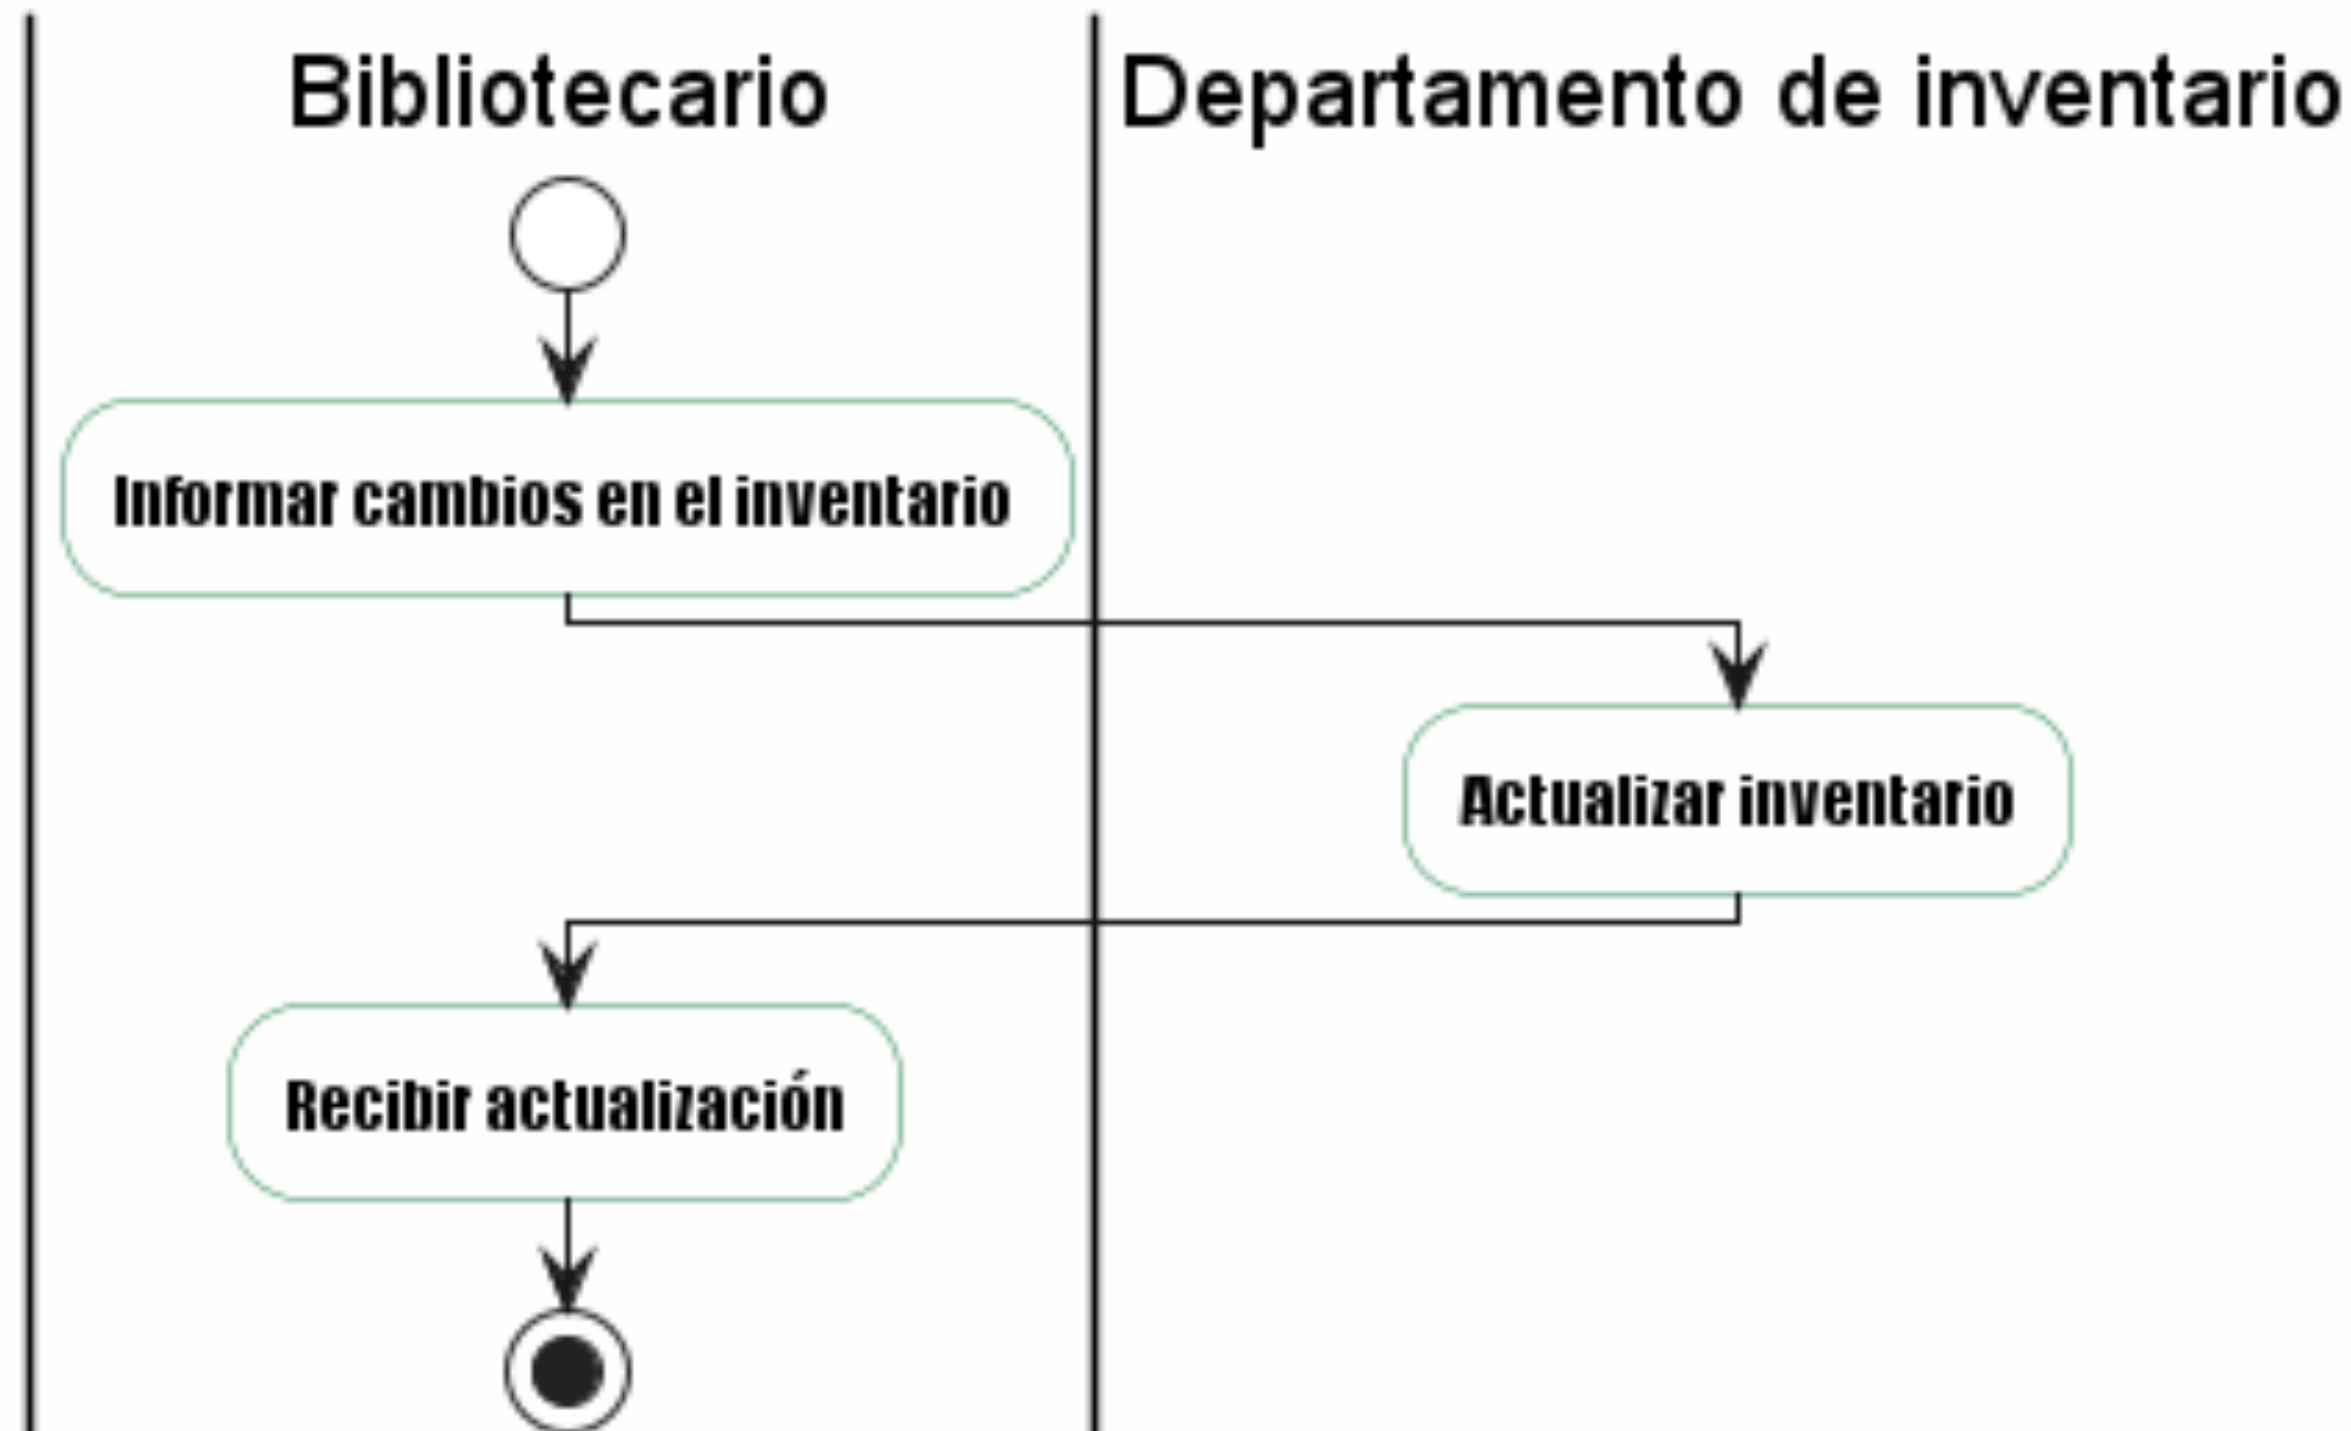 Bibliotecario
Departamento de inventario
Informar cambios en el inventario
Actualizar inventario
Recibir actualización